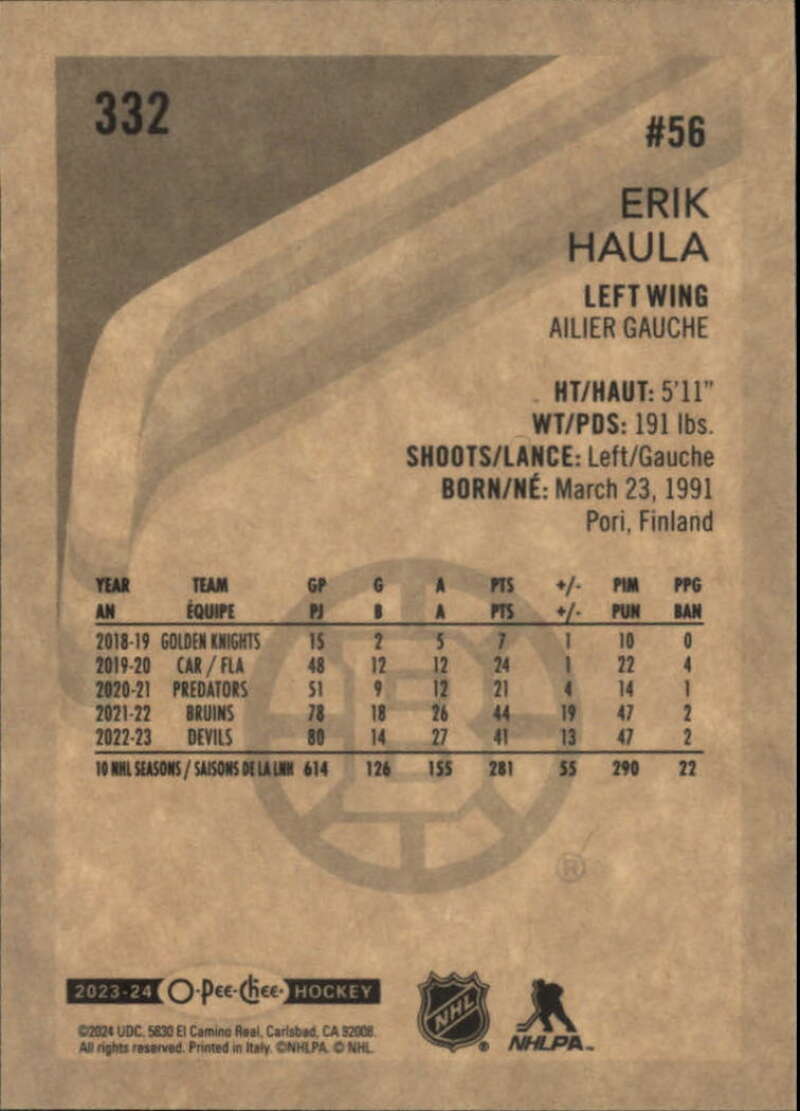 332
#56
ERIK
HAULA
LEFT WING
AILIER GAUCHE
HT/HAUT: 5'11"
WT/PDS: 191 lbs.
SHOOTS/LANCE: Left/Gauche
BORN/NÉ: March 23, 1991
Pori, Finland
YEAR TEAM GP G A PTS +/- PIM PPG
AN ÉQUIPE PJ B A PTS +/- PUN BAN
2018-19 GOLDEN KNIGHTS 15 2 5 7 1 10 0
2019-20 CAR / FLA 48 12 12 24 1 22 4
2020-21 PREDATORS 51 9 12 21 4 14 1
2021-22 BRUINS 78 18 26 44 19 47 2
2022-23 DEVILS 80 14 27 41 13 47 2
10 NHL SEASONS / SAISONS DE LA LNH 614 126 155 281 55 290 22
B
®
2023-24 O-Pee-Chee HOCKEY
©2024 UDC. 5830 El Camino Real, Carlsbad, CA 92008.
All rights reserved. Printed in Italy. ©NHLPA. © NHL.
NHL ®
NHLPA™